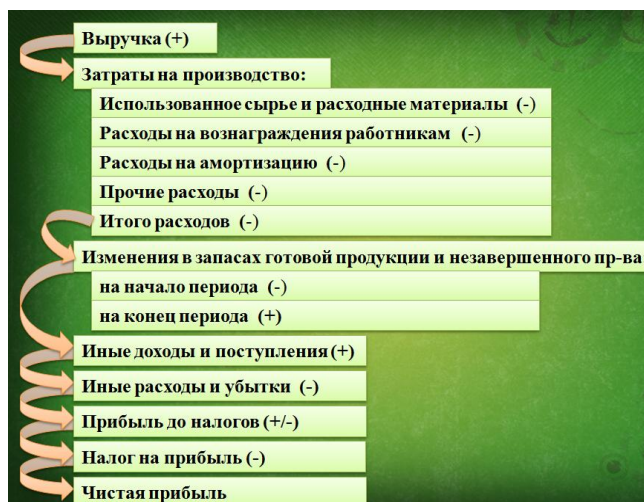 Выручка (+)
Затраты на производство:
Использованное сырье и расходные материалы (-)
Расходы на вознаграждения работникам (-)
Расходы на амортизацию (-)
Прочие расходы (-)
Итого расходов (-)
Изменения в запасах готовой продукции и незавершенного пр-ва
на начало периода (-)
на конец периода (+)
Иные доходы и поступления (+)
Иные расходы и убытки (-)
Прибыль до налогов (+/-)
Налог на прибыль (-)
Чистая прибыль